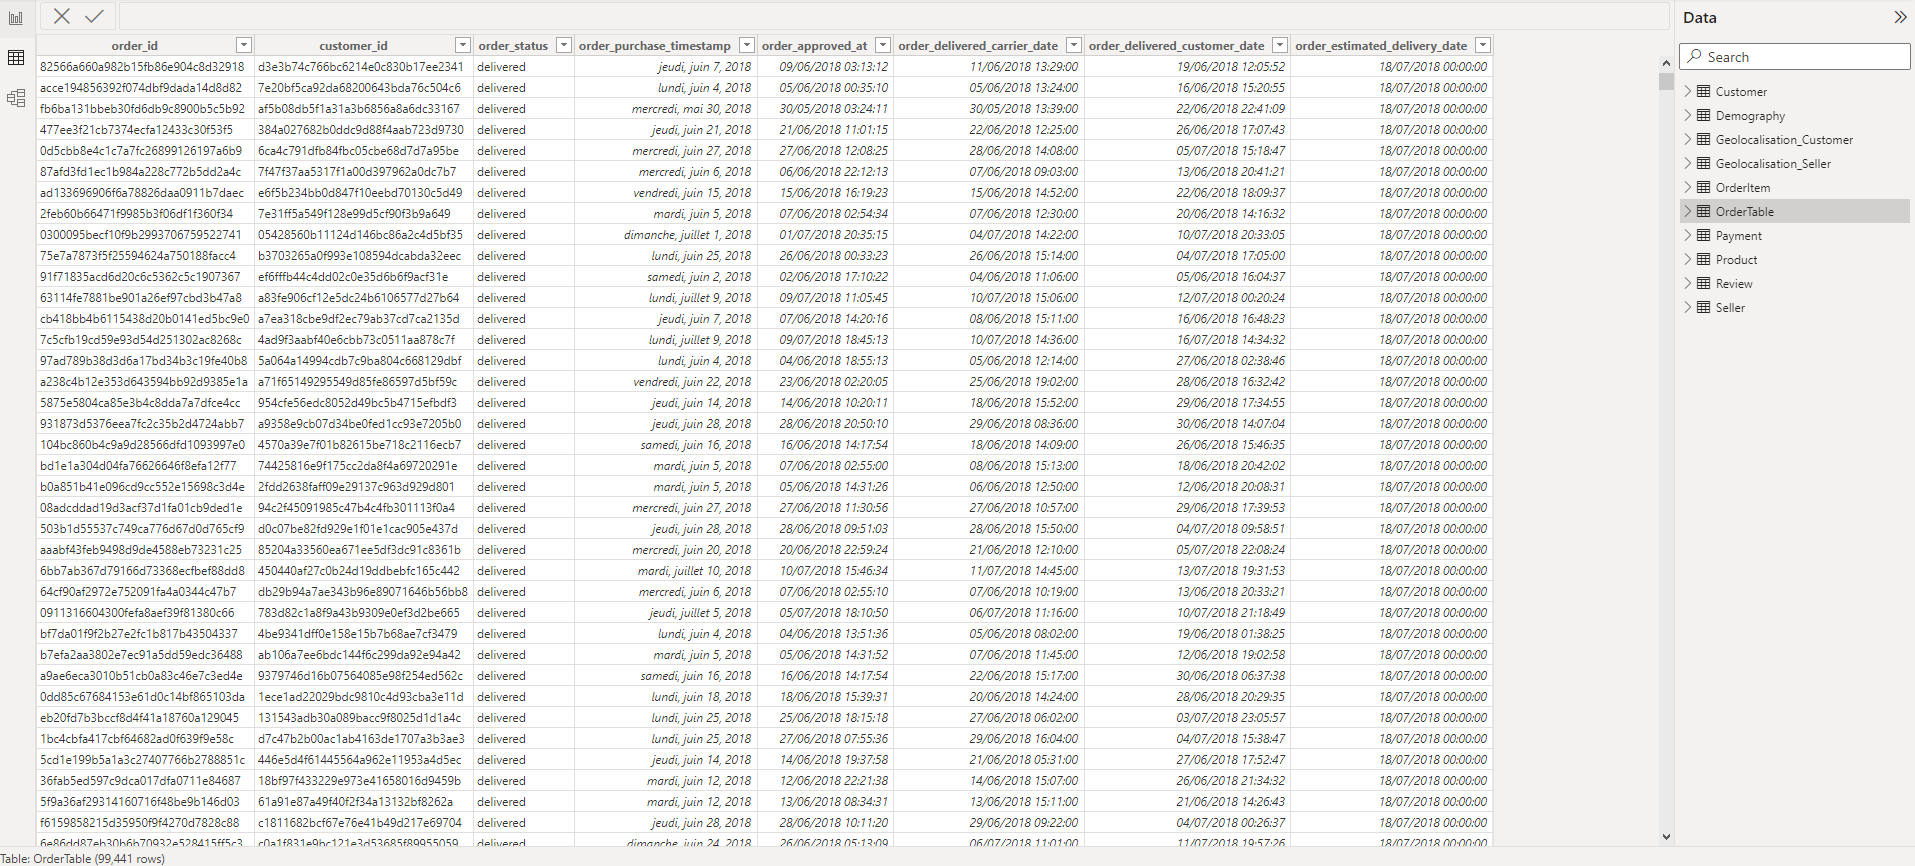 order_id customer_id order_status order_purchase_timestamp order_approved_at order_delivered_carrier_date order_delivered_customer_date order_estimated_delivery_date
82566a660a982b15fb86e904c8d32918 d3e3b74c766bc6214e0c830b17ee2341 delivered jeudi, juin 7, 2018 09/06/2018 03:13:12 11/06/2018 13:29:00 19/06/2018 12:05:52 18/07/2018 00:00:00
acce194856392f074dbf9dada14d8d82 7e20bf5ca92da68200643bda76c504c6 delivered lundi, juin 4, 2018 05/06/2018 00:35:10 05/06/2018 13:24:00 16/06/2018 15:20:55 18/07/2018 00:00:00
fb6ba131bbeb30fd6db9c8900b5c5b92 af5b08db5f1a31a3b6856a8a6dc33167 delivered mercredi, mai 30, 2018 30/05/2018 03:24:11 30/05/2018 13:39:00 22/06/2018 22:41:09 18/07/2018 00:00:00
477ee3f21cb7374ecfa12433c30f53f5 384a027682b0ddc9d88f4aab723d9730 delivered jeudi, juin 21, 2018 21/06/2018 11:01:15 22/06/2018 12:25:00 26/06/2018 17:07:43 18/07/2018 00:00:00
0d5cbb8e4c1c7a7fc26899126197a6b9 6ca4c791dfb84fbc05cbe68d7d7a95be delivered mercredi, juin 27, 2018 27/06/2018 12:08:25 28/06/2018 14:08:00 05/07/2018 15:18:47 18/07/2018 00:00:00
87afd3fd1ec1b984a228c772b5dd2a4c 7f47f37aa5317f1a00d397962a0dc7b7 delivered mercredi, juin 6, 2018 06/06/2018 22:12:13 07/06/2018 09:03:00 13/06/2018 20:41:21 18/07/2018 00:00:00
ad133696906f6a78826daa0911b7daec e6f5b234bb0d847f10eebd70130c5d49 delivered vendredi, juin 15, 2018 15/06/2018 16:19:23 15/06/2018 14:52:00 22/06/2018 18:09:37 18/07/2018 00:00:00
2feb60b66471f9985b3f06df1f360f34 7e31ff5a549f128e99d5cf90f3b9a649 delivered mardi, juin 5, 2018 07/06/2018 02:54:34 07/06/2018 12:30:00 20/06/2018 14:16:32 18/07/2018 00:00:00
0300095becf10f9b2993706759522741 05428560b11124d146bc86a2c4d5bf35 delivered dimanche, juillet 1, 2018 01/07/2018 20:35:15 04/07/2018 14:22:00 10/07/2018 20:33:05 18/07/2018 00:00:00
75e7a7873f5f25594624a750188facc4 b3703265a0f993e108594dcabda32eec delivered lundi, juin 25, 2018 26/06/2018 00:33:23 26/06/2018 15:14:00 04/07/2018 17:05:00 18/07/2018 00:00:00
91f71835acd6d20c6c5362c5c1907367 ef6fffb44c4dd02c0e35d6b6f9acf31e delivered samedi, juin 2, 2018 02/06/2018 17:10:22 04/06/2018 11:06:00 05/06/2018 16:04:37 18/07/2018 00:00:00
63114fe7881be901a26ef97cbd3b47a8 a83fe906cf12e5dc24b6106577d27b64 delivered lundi, juillet 9, 2018 09/07/2018 11:05:45 10/07/2018 15:06:00 12/07/2018 00:20:24 18/07/2018 00:00:00
cb418bb4b6115438d20b0141ed5bc9e0 a7ea318cbe9df2ec79ab37cd7ca2135d delivered jeudi, juin 7, 2018 07/06/2018 14:20:16 08/06/2018 15:11:00 16/06/2018 16:48:23 18/07/2018 00:00:00
7c5cfb19cd59e93d54d251302ac8268c 4ad9f3aabf40e6cbb73c0511aa878c7f delivered lundi, juillet 9, 2018 09/07/2018 18:45:13 10/07/2018 14:36:00 16/07/2018 14:34:32 18/07/2018 00:00:00
97ad789b38d3d6a17bd34b3c19fe40b8 5a064a14994cdb7c9ba804c668129dbf delivered lundi, juin 4, 2018 04/06/2018 18:55:13 05/06/2018 12:14:00 27/06/2018 02:38:46 18/07/2018 00:00:00
a238c4b12e353d643594bb92d9385e1a a71f65149295549d85fe86597d5bf59c delivered vendredi, juin 22, 2018 23/06/2018 02:20:05 25/06/2018 19:02:00 28/06/2018 16:32:42 18/07/2018 00:00:00
5875e5804ca85e3b4c8dda7a7dfce4cc 954cfe56edc8052d49bc5b4715efbdf3 delivered jeudi, juin 14, 2018 14/06/2018 10:20:11 18/06/2018 15:52:00 29/06/2018 17:34:55 18/07/2018 00:00:00
931873d5376eea7fc2c35b2d4724abb7 a9358e9cb07d34be0fed1cc93e7205b0 delivered jeudi, juin 28, 2018 28/06/2018 20:50:10 29/06/2018 08:36:00 30/06/2018 14:07:04 18/07/2018 00:00:00
104bc860b4c9a9d28566dfd1093997e0 4570a39e7f01b82615be718c2116ecb7 delivered samedi, juin 16, 2018 16/06/2018 14:17:54 18/06/2018 14:09:00 26/06/2018 15:46:35 18/07/2018 00:00:00
bd1e1a304d04fa76626646f8efa12f77 74425816e9f175cc2da8f4a69720291e delivered mardi, juin 5, 2018 07/06/2018 02:55:00 08/06/2018 15:13:00 18/06/2018 20:42:02 18/07/2018 00:00:00
b0a851b41e096cd9cc552e15698c3d4e 2fdd2638faff09e29137c963d929d801 delivered mardi, juin 5, 2018 05/06/2018 14:31:26 06/06/2018 12:50:00 12/06/2018 20:08:31 18/07/2018 00:00:00
08adcddad19d3acf37d1fa01cb9ded1e 94c2f45091985c47b4c4fb301113f0a4 delivered mercredi, juin 27, 2018 27/06/2018 11:30:56 27/06/2018 10:57:00 29/06/2018 17:39:53 18/07/2018 00:00:00
503b1d55537c749ca776d67d0d765cf9 d0c07be82fd929e1f01e1cac905e437d delivered jeudi, juin 28, 2018 28/06/2018 09:51:03 28/06/2018 15:50:00 04/07/2018 09:58:51 18/07/2018 00:00:00
aaabf43feb9498d9de4588eb73231c25 85204a33560ea671ee5df3dc91c8361b delivered mercredi, juin 20, 2018 20/06/2018 22:59:24 21/06/2018 12:10:00 05/07/2018 22:08:24 18/07/2018 00:00:00
6bb7ab367d79166d73368ecfbef88dd8 450440af27c0b24d19ddbebfc165c442 delivered mardi, juillet 10, 2018 10/07/2018 15:46:34 11/07/2018 14:45:00 13/07/2018 19:31:53 18/07/2018 00:00:00
64cf90af2972e752091fa4a0344c47b7 db29b94a7ae343b96e89071646b56bb8 delivered mercredi, juin 6, 2018 07/06/2018 02:55:10 07/06/2018 10:19:00 13/06/2018 20:33:21 18/07/2018 00:00:00
0911316604300fefa8aef39f81380c66 783d82c1a8f9a43b9309e0ef3d2be665 delivered jeudi, juillet 5, 2018 05/07/2018 18:10:50 06/07/2018 11:16:00 10/07/2018 21:18:49 18/07/2018 00:00:00
bf7da01f9f2b27e2fc1b817b43504337 4be9341dff0e158e15b7b68ae7cf3479 delivered lundi, juin 4, 2018 04/06/2018 13:51:36 05/06/2018 08:02:00 19/06/2018 01:38:25 18/07/2018 00:00:00
b7efa2aa3802e7ec91a5dd59edc36488 ab106a7ee6bdc144f6c299da92e94a42 delivered mardi, juin 5, 2018 05/06/2018 14:31:52 07/06/2018 11:45:00 12/06/2018 19:02:58 18/07/2018 00:00:00
a9ae6eca3010b51cb0a83c46e7c3ed4e 9379746d16b07564085e98f254ed562c delivered samedi, juin 16, 2018 16/06/2018 14:17:54 22/06/2018 15:17:00 30/06/2018 06:37:38 18/07/2018 00:00:00
0dd85c67684153e61d0c14bf865103da 1ece1ad22029bdc9810c4d93cba3e11d delivered lundi, juin 18, 2018 18/06/2018 15:39:31 20/06/2018 14:24:00 28/06/2018 20:29:35 18/07/2018 00:00:00
eb20fd7b3bccf8d4f41a18760a129045 131543adb30a089bacc9f8025d1d1a4c delivered lundi, juin 25, 2018 25/06/2018 18:15:18 27/06/2018 06:02:00 03/07/2018 23:05:57 18/07/2018 00:00:00
1bc4cbfa417cbf64682ad0f639f9e58c d7c47b2b00ac1ab4163de1707a3b3ae3 delivered lundi, juin 25, 2018 27/06/2018 07:55:36 29/06/2018 16:04:00 04/07/2018 15:38:47 18/07/2018 00:00:00
5cd1e199b5a1a3c27407766b2788851c 446e5d4f61445564a962e11953a4d5ec delivered jeudi, juin 14, 2018 14/06/2018 19:37:58 21/06/2018 05:31:00 27/06/2018 17:52:47 18/07/2018 00:00:00
36fab5ed597c9dca017dfa0711e84687 18bf97f433229e973e41658016d9459b delivered mardi, juin 12, 2018 12/06/2018 22:21:38 14/06/2018 15:07:00 26/06/2018 21:34:32 18/07/2018 00:00:00
5f9a36af29314160716f48be9b146d03 61a91e87a49f40f2f34a13132bf8262a delivered mardi, juin 12, 2018 13/06/2018 08:34:31 13/06/2018 15:11:00 21/06/2018 14:26:43 18/07/2018 00:00:00
f6159858215d35950f9f4270d7828c88 c1811682bcf67e76e41b49d217e69704 delivered jeudi, juin 28, 2018 28/06/2018 10:11:20 29/06/2018 09:22:00 04/07/2018 00:26:37 18/07/2018 00:00:00
6e86dd87eb30b6b70932e528415ff5c3 c0a1f831e9bc121e3d53685f89955059 delivered dimanche, juin 24, 2018 26/06/2018 05:13:09 06/07/2018 11:01:00 11/07/2018 19:57:26 18/07/2018 00:00:00
Table: OrderTable (99,441 rows)
Data
Search
Customer
Demography
Geolocalisation_Customer
Geolocalisation_Seller
OrderItem
OrderTable
Payment
Product
Review
Seller